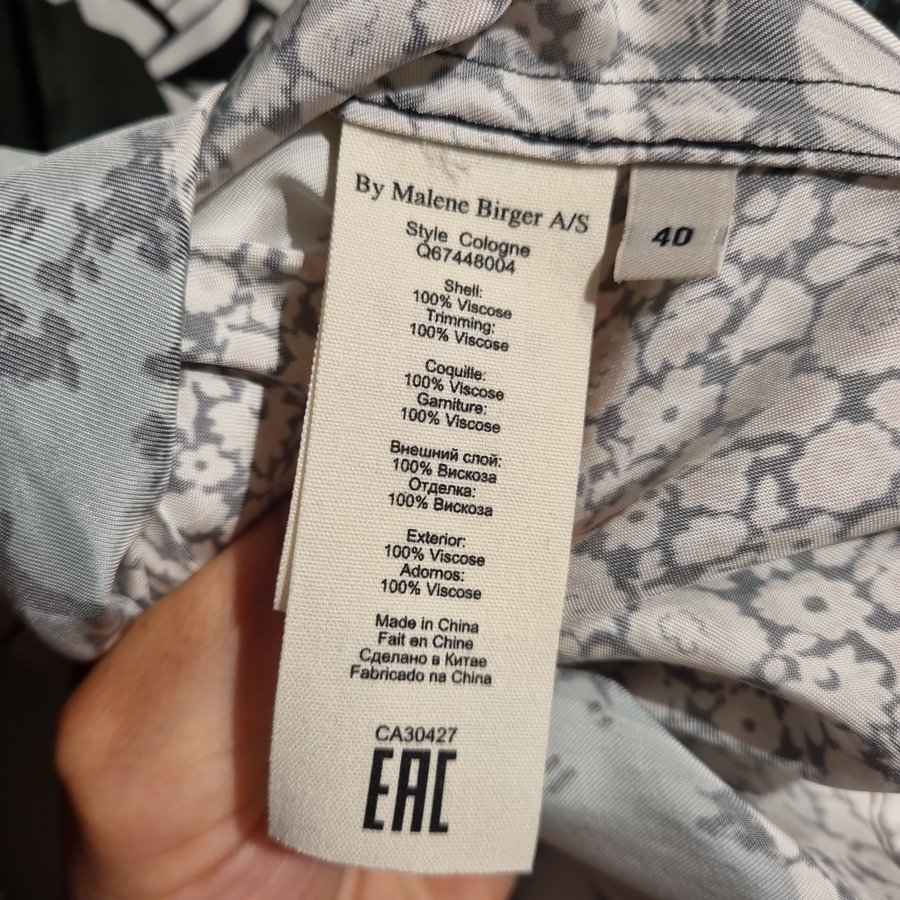 By Malene Birger A/S
Style Cologne
Q67448004
Shell:
100% Viscose
Trimming:
100% Viscose
Coquille:
100% Viscose
Garniture:
100% Viscose
Внешний слой:
100% Вискоза
Отделка:
100% Вискоза
Exterior:
100% Viscose
Adornos:
100% Viscose
Made in China
Fait en Chine
Сделано в Китае
Fabricado na China
CA30427
EAC
40